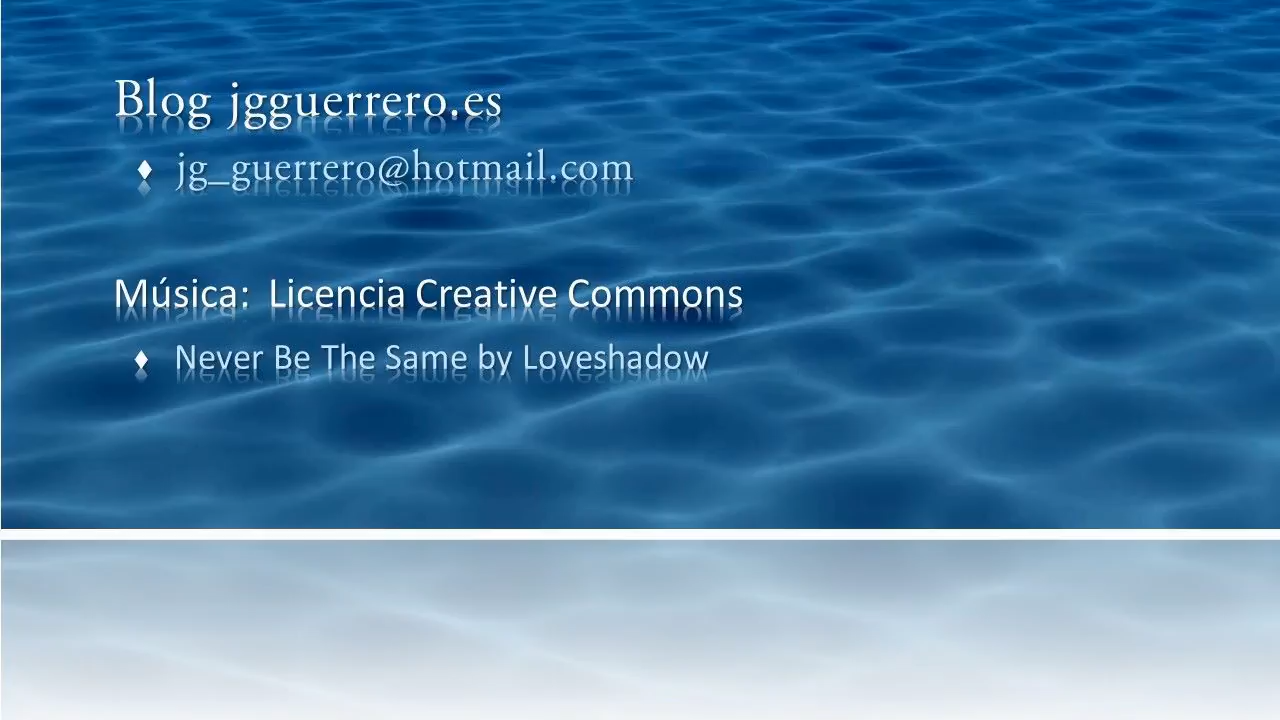 Blog jgguerrero.es
♦ jg_guerrero@hotmail.com
Música: Licencia Creative Commons
♦ Never Be The Same by Loveshadow